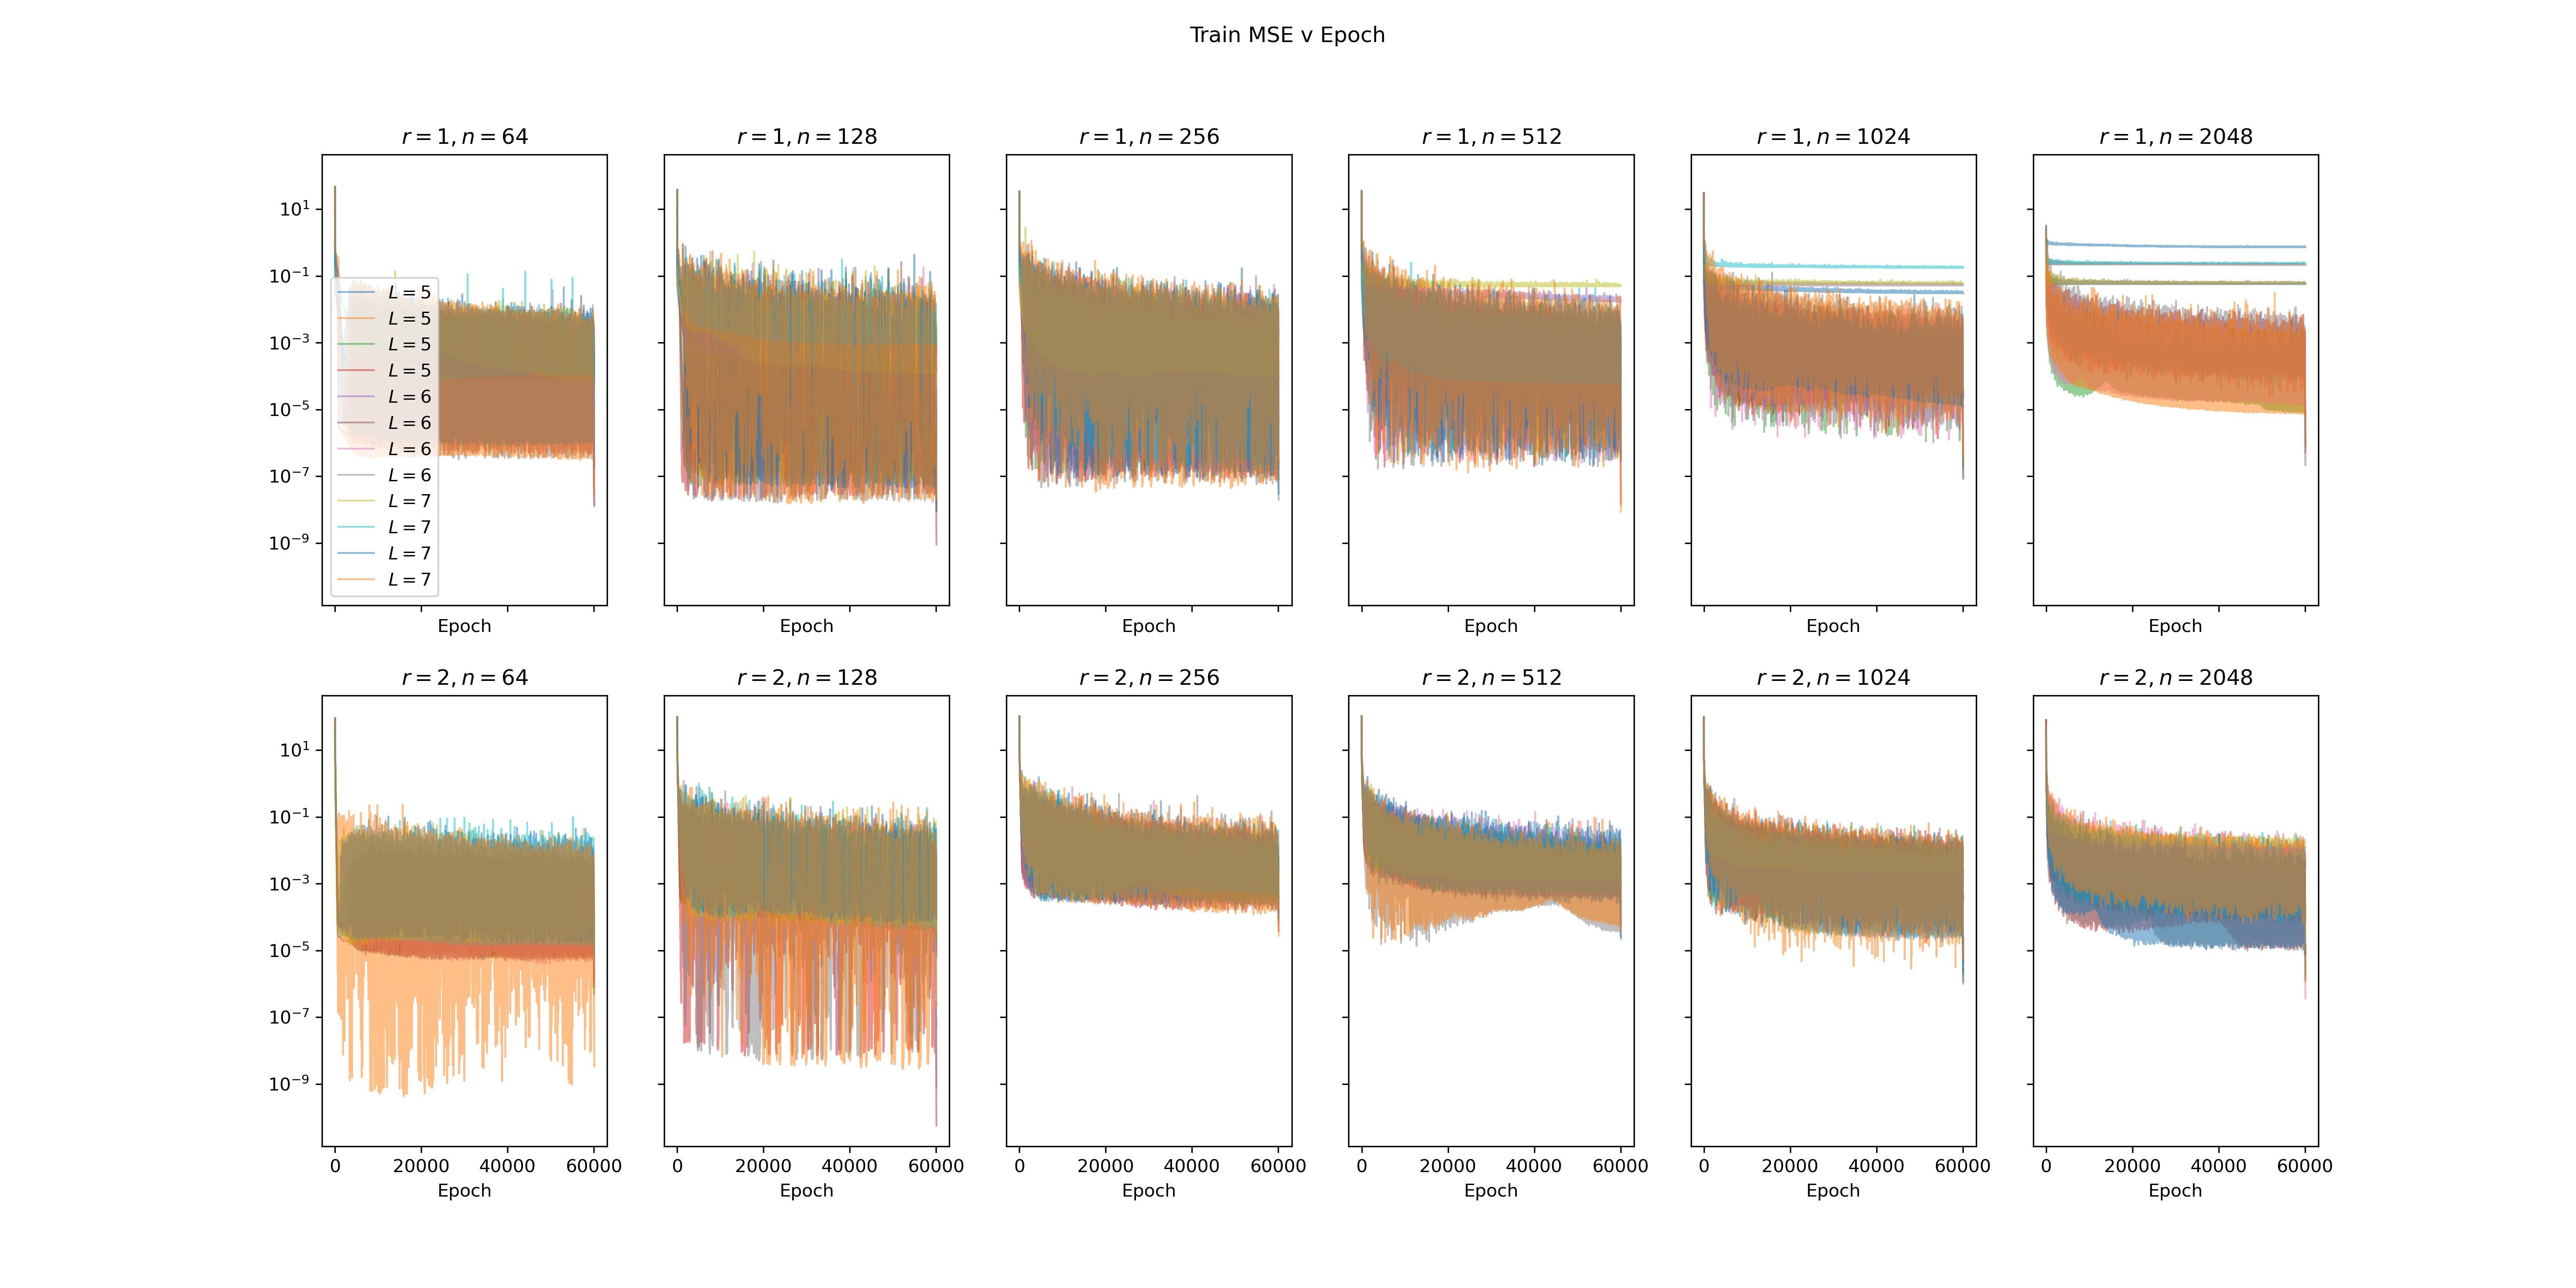 Train MSE v Epoch
r = 1, n = 64
r = 1, n = 128
r = 1, n = 256
r = 1, n = 512
r = 1, n = 1024
r = 1, n = 2048
10^1
10^-1
10^-3
10^-5
10^-7
10^-9
L = 5
L = 5
L = 5
L = 5
L = 6
L = 6
L = 6
L = 6
L = 7
L = 7
L = 7
L = 7
Epoch
Epoch
Epoch
Epoch
Epoch
Epoch
r = 2, n = 64
r = 2, n = 128
r = 2, n = 256
r = 2, n = 512
r = 2, n = 1024
r = 2, n = 2048
10^1
10^-1
10^-3
10^-5
10^-7
10^-9
0 20000 40000 60000
0 20000 40000 60000
0 20000 40000 60000
0 20000 40000 60000
0 20000 40000 60000
0 20000 40000 60000
Epoch
Epoch
Epoch
Epoch
Epoch
Epoch